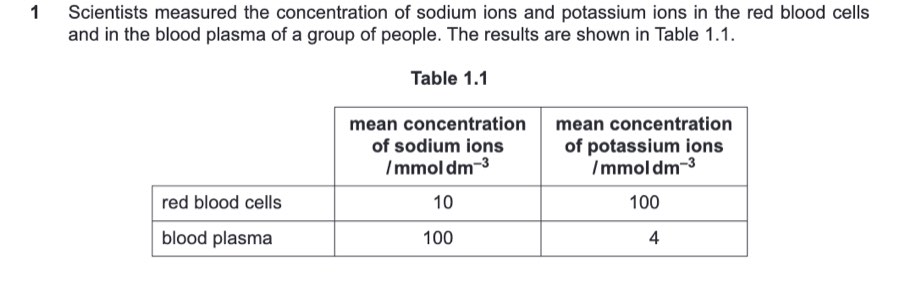 1 Scientists measured the concentration of sodium ions and potassium ions in the red blood cells
and in the blood plasma of a group of people. The results are shown in Table 1.1.
Table 1.1
mean concentration of sodium ions /mmol dm⁻³
mean concentration of potassium ions /mmol dm⁻³
red blood cells 10 100
blood plasma 100 4